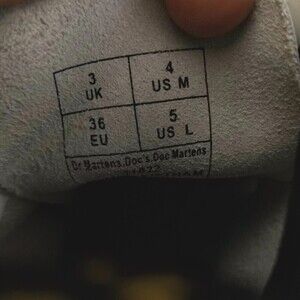 3 4
UK US M
36 5
EU US L
Dr Martens.Doc's.Doc Martens